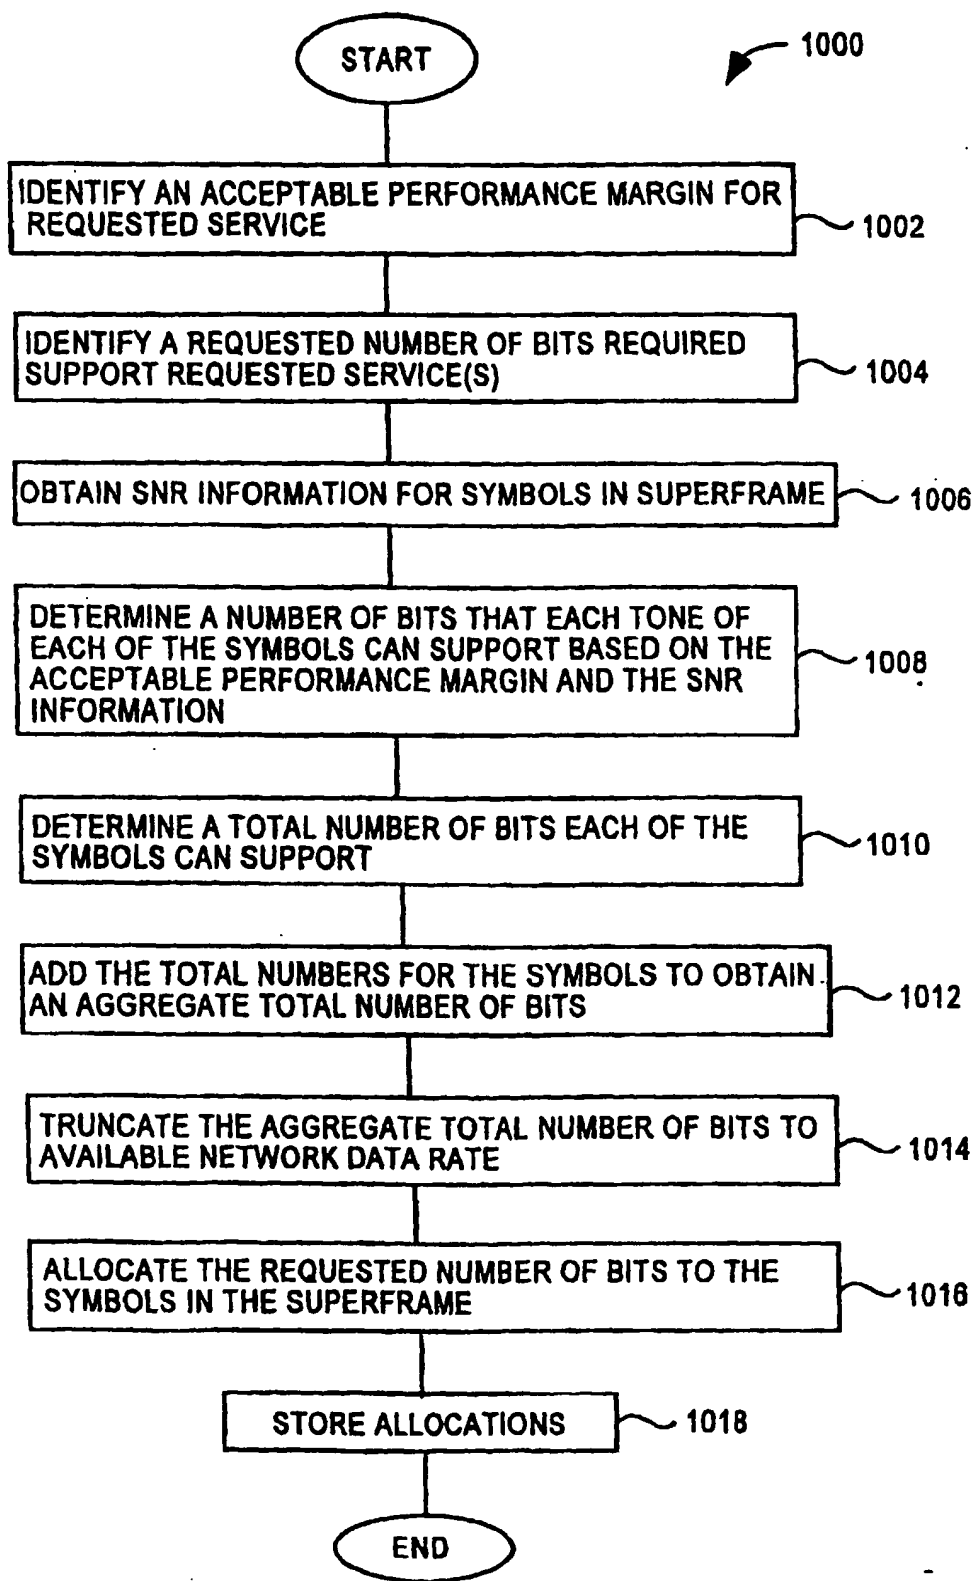 START
1000
IDENTIFY AN ACCEPTABLE PERFORMANCE MARGIN FOR
REQUESTED SERVICE
1002
IDENTIFY A REQUESTED NUMBER OF BITS REQUIRED
SUPPORT REQUESTED SERVICE(S)
1004
OBTAIN SNR INFORMATION FOR SYMBOLS IN SUPERFRAME
1006
DETERMINE A NUMBER OF BITS THAT EACH TONE OF
EACH OF THE SYMBOLS CAN SUPPORT BASED ON THE
ACCEPTABLE PERFORMANCE MARGIN AND THE SNR
INFORMATION
1008
DETERMINE A TOTAL NUMBER OF BITS EACH OF THE
SYMBOLS CAN SUPPORT
1010
ADD THE TOTAL NUMBERS FOR THE SYMBOLS TO OBTAIN
AN AGGREGATE TOTAL NUMBER OF BITS
1012
TRUNCATE THE AGGREGATE TOTAL NUMBER OF BITS TO
AVAILABLE NETWORK DATA RATE
1014
ALLOCATE THE REQUESTED NUMBER OF BITS TO THE
SYMBOLS IN THE SUPERFRAME
1016
STORE ALLOCATIONS
1018
END